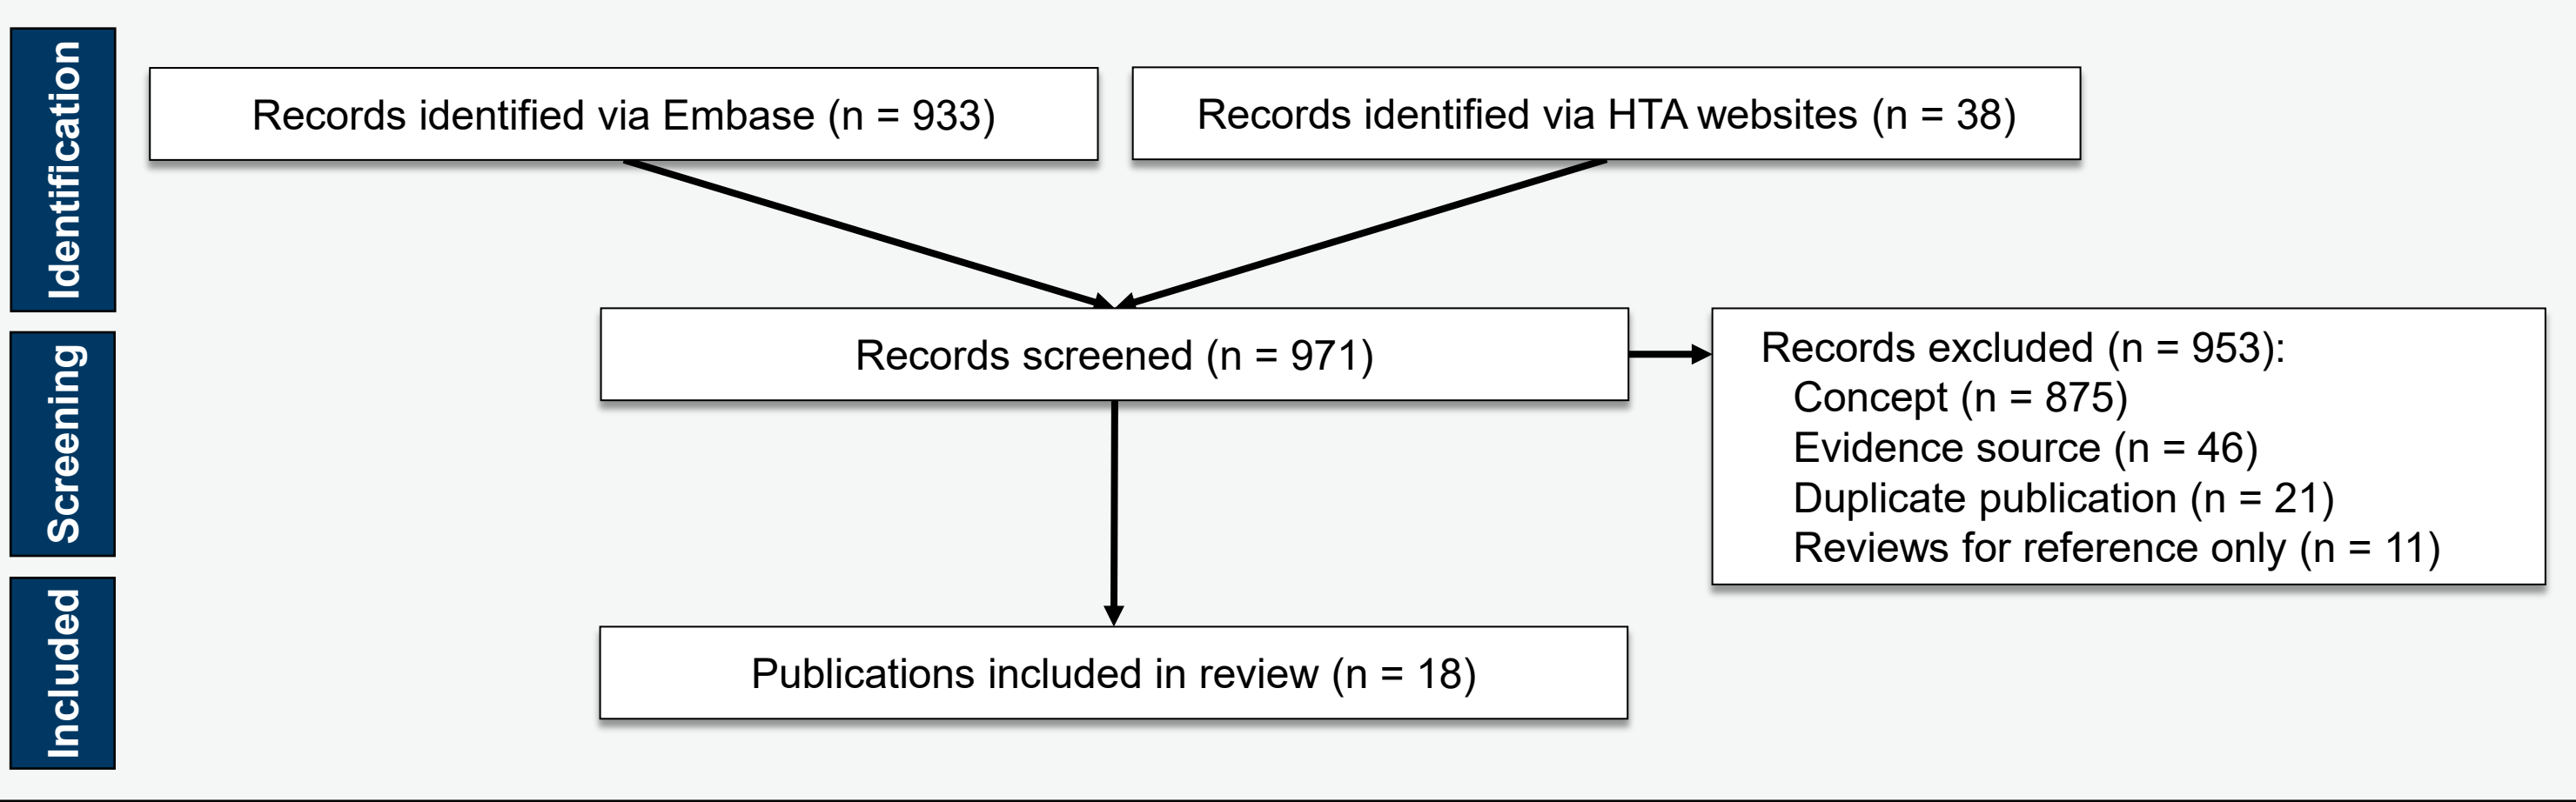 Identification
Records identified via Embase (n = 933)
Records identified via HTA websites (n = 38)
Screening
Records screened (n = 971)
Records excluded (n = 953):
Concept (n = 875)
Evidence source (n = 46)
Duplicate publication (n = 21)
Reviews for reference only (n = 11)
Included
Publications included in review (n = 18)